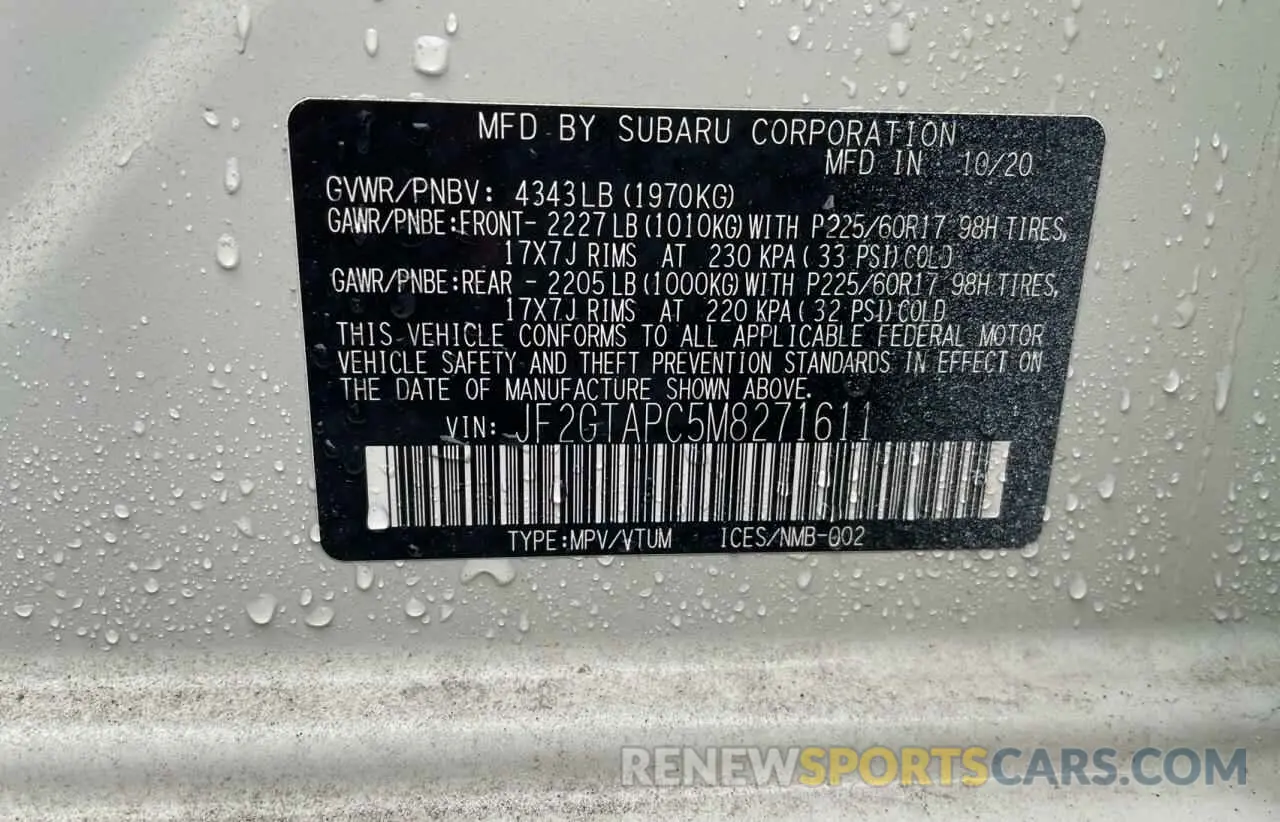 MFD BY SUBARU CORPORATION
MFD IN 10/20
GVWR/PNBV: 4343LB (1970KG)
GAWR/PNBE:FRONT- 2227 LB (1010KG) WITH P225/60R17 98H TIRES,
17X7J RIMS AT 230 KPA ( 33 PSI) COLD
GAWR/PNBE:REAR - 2205 LB (1000KG) WITH P225/60R17 98H TIRES,
17X7J RIMS AT 220 KPA ( 32 PSI) COLD
THIS VEHICLE CONFORMS TO ALL APPLICABLE FEDERAL MOTOR
VEHICLE SAFETY AND THEFT PREVENTION STANDARDS IN EFFECT ON
THE DATE OF MANUFACTURE SHOWN ABOVE.
VIN: JF2GTAPC5M8271611
TYPE:MPV/VTUM ICES/NMB-002
RENEWSPORTSCARS.COM